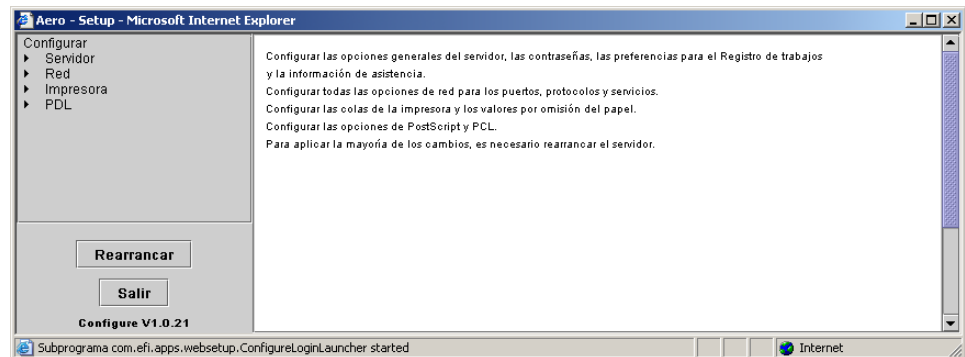 Aero - Setup - Microsoft Internet Explorer
Configurar
Servidor
Red
Impresora
PDL
Rearrancar
Salir
Configure V1.0.21
Configurar las opciones generales del servidor, las contraseñas, las preferencias para el Registro de trabajos
y la información de asistencia.
Configurar todas las opciones de red para los puertos, protocolos y servicios.
Configurar las colas de la impresora y los valores por omisión del papel.
Configurar las opciones de PostScript y PCL.
Para aplicar la mayoría de los cambios, es necesario rearrancar el servidor.
Subprograma com.efi.apps.websetup.ConfigureLoginLauncher started
Internet